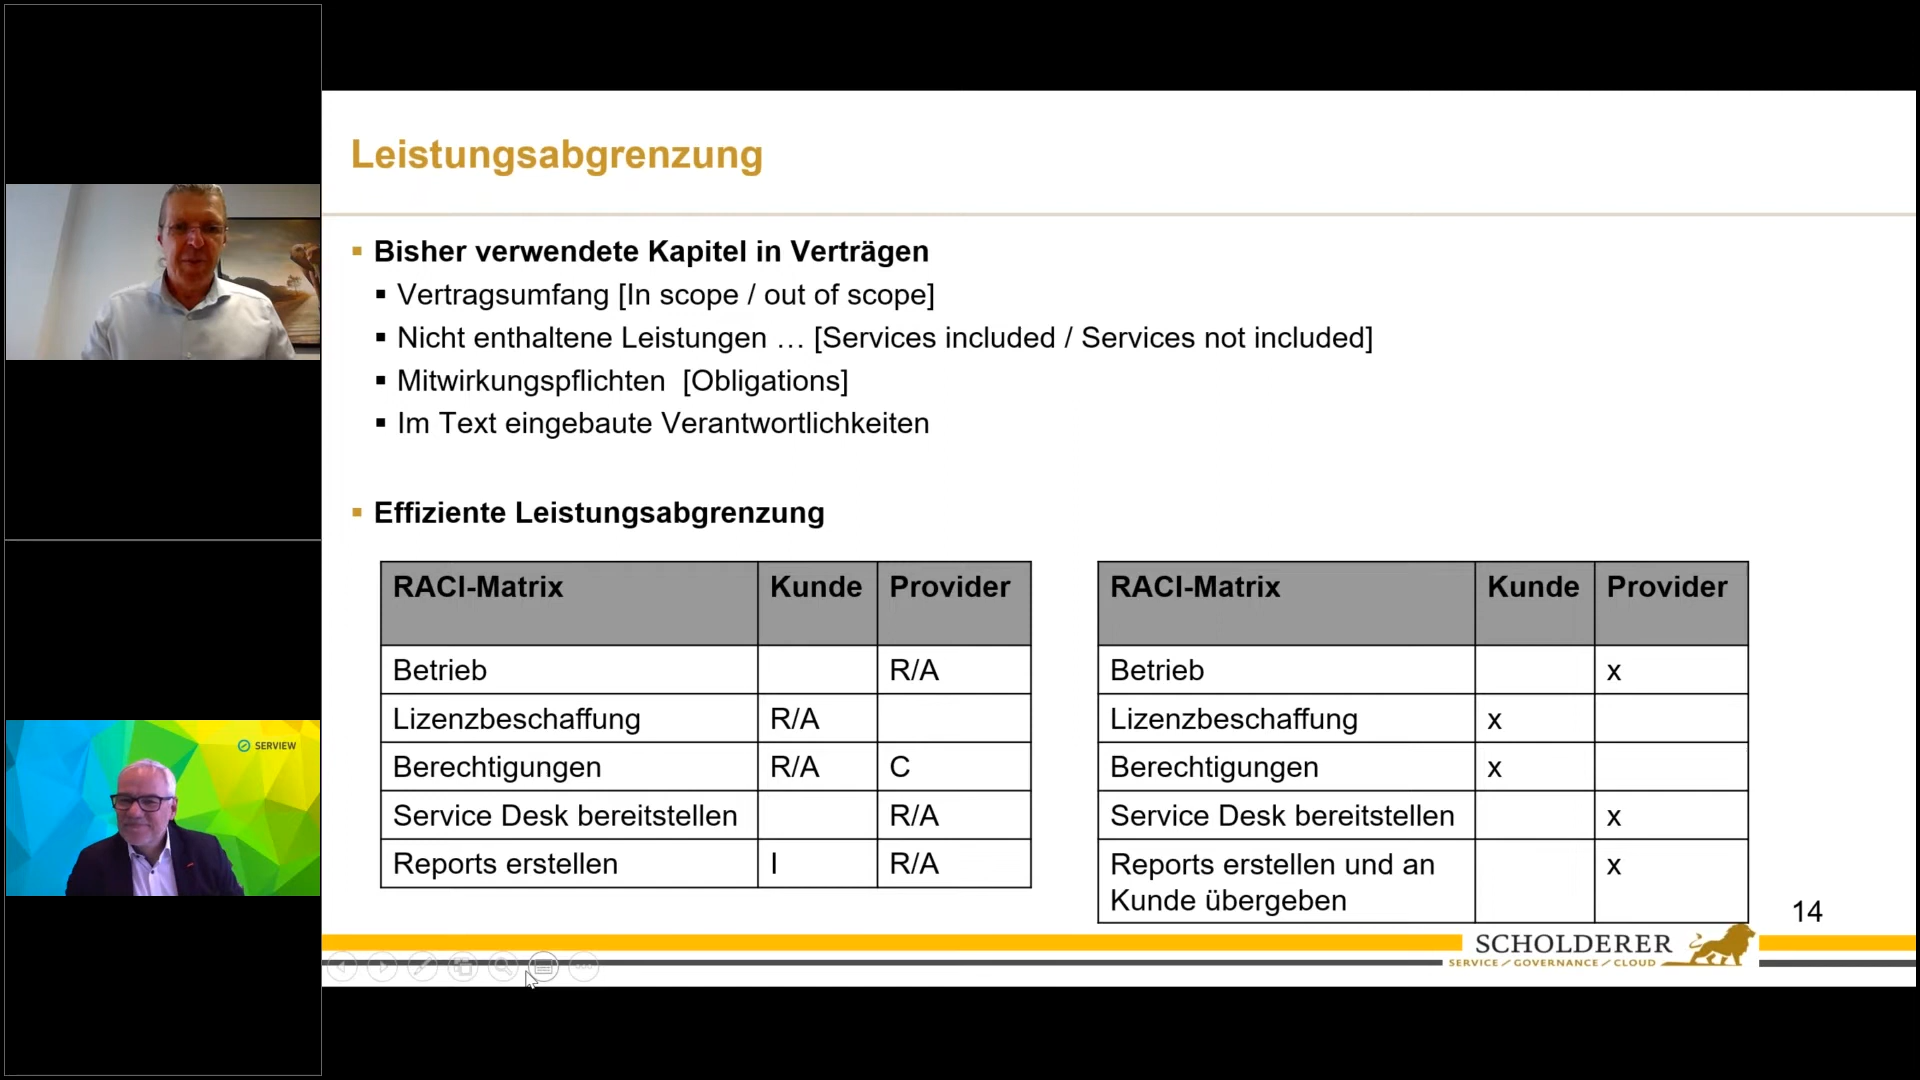 Leistungsabgrenzung
Bisher verwendete Kapitel in Verträgen
Vertragsumfang [In scope / out of scope]
Nicht enthaltene Leistungen … [Services included / Services not included]
Mitwirkungspflichten [Obligations]
Im Text eingebaute Verantwortlichkeiten
Effiziente Leistungsabgrenzung
RACI-Matrix Kunde Provider
Betrieb R/A
Lizenzbeschaffung R/A
Berechtigungen R/A C
Service Desk bereitstellen R/A
Reports erstellen I R/A
RACI-Matrix Kunde Provider
Betrieb x
Lizenzbeschaffung x
Berechtigungen x
Service Desk bereitstellen x
Reports erstellen und an x
Kunde übergeben
14
SCHOLDERER
SERVICE / GOVERNANCE / CLOUD
SERVIEW